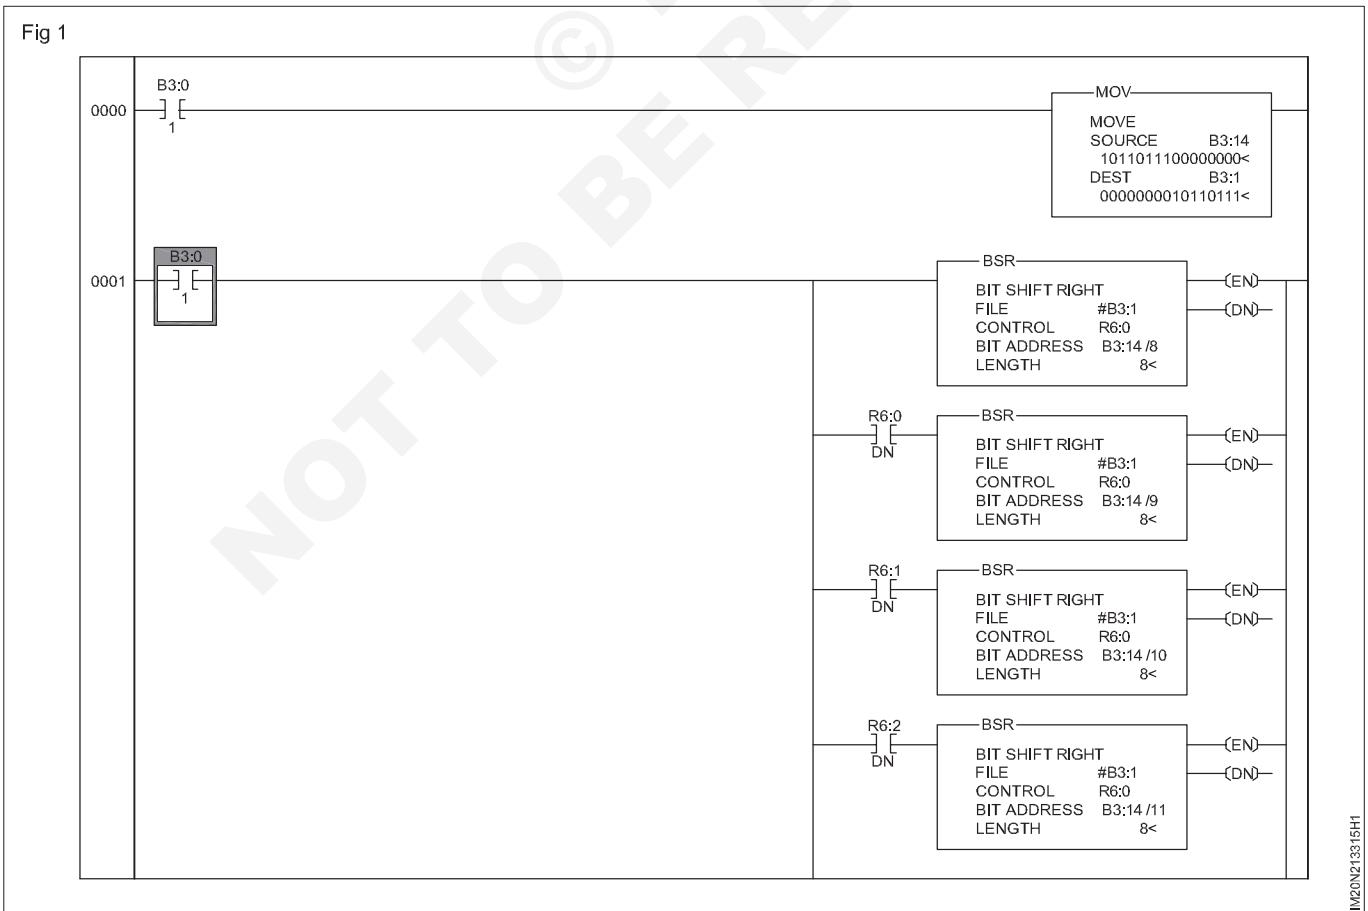 Fig 1
B3:0
0000
1
MOV
MOVE
SOURCE B3:14
1011011100000000<
DEST B3:1
0000000010110111<
B3:0
0001
1
BSR
BIT SHIFT RIGHT
FILE #B3:1
CONTROL R6:0
BIT ADDRESS B3:14 /8
LENGTH 8<
(EN)
(DN)
R6:0
DN
BSR
BIT SHIFT RIGHT
FILE #B3:1
CONTROL R6:0
BIT ADDRESS B3:14 /9
LENGTH 8<
(EN)
(DN)
R6:1
DN
BSR
BIT SHIFT RIGHT
FILE #B3:1
CONTROL R6:0
BIT ADDRESS B3:14 /10
LENGTH 8<
(EN)
(DN)
R6:2
DN
BSR
BIT SHIFT RIGHT
FILE #B3:1
CONTROL R6:0
BIT ADDRESS B3:14 /11
LENGTH 8<
(EN)
(DN)
IM20N213315H1
©
NOT TO BE